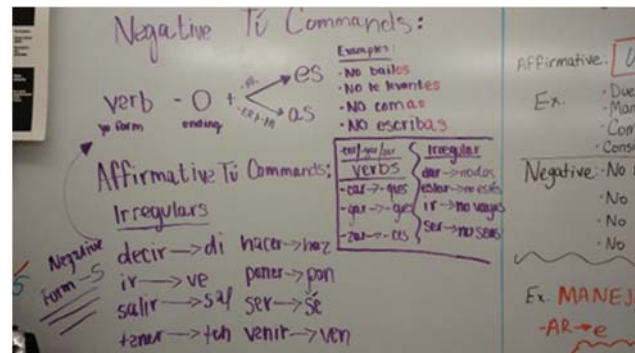 Negative Tú Commands:
verb - O + -AR → es
-ER/-IR → as
yo form ending
Examples:
• No bailes
• No te levantes
• No comas
• No escribas
Affirmative Tú Commands:
Irregulars
decir → di hacer → haz
ir → ve poner → pon
salir → sal ser → sé
tener → ten venir → ven
Negative
Form - S
car/gar/zar
verbs
-car → -ques
-gar → -gues
-zar → -ces
Irregular
dar → no des
estar → no estés
ir → no vayas
ser → no seas
Affirmative:
Ex.
Negative: • No
• No
• No
• No
Ex. MANEJ
-AR → e